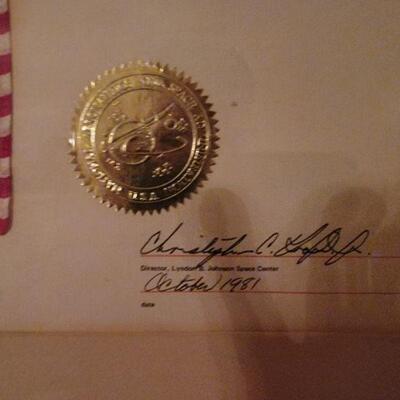 U.S.A.
Christopher C. Kraft, Jr.
Director, Lyndon B. Johnson Space Center
October 1981
date